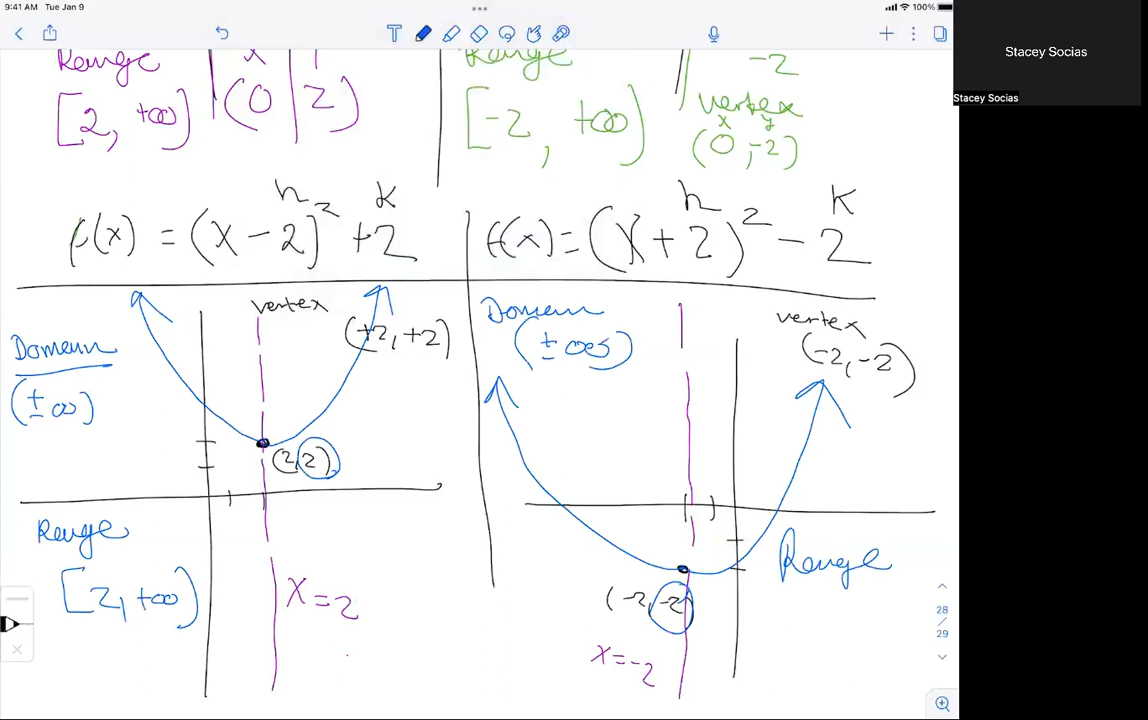 9:41 AM Tue Jan 9
100%
Stacey Socias
Stacey Socias
Range
x
[2, +∞)
(0 | 2)
Range
-2
[-2, +∞)
vertex
x y
(0, -2)
h k
f(x) = (x - 2)² + 2
h k
f(x) = (x + 2)² - 2
vertex
(+2, +2)
Domain
(± ∞)
(2, 2)
Range
[2, +∞)
x = 2
Domain
(± ∞)
vertex
(-2, -2)
Range
(-2, -2)
x = -2
28
/
29